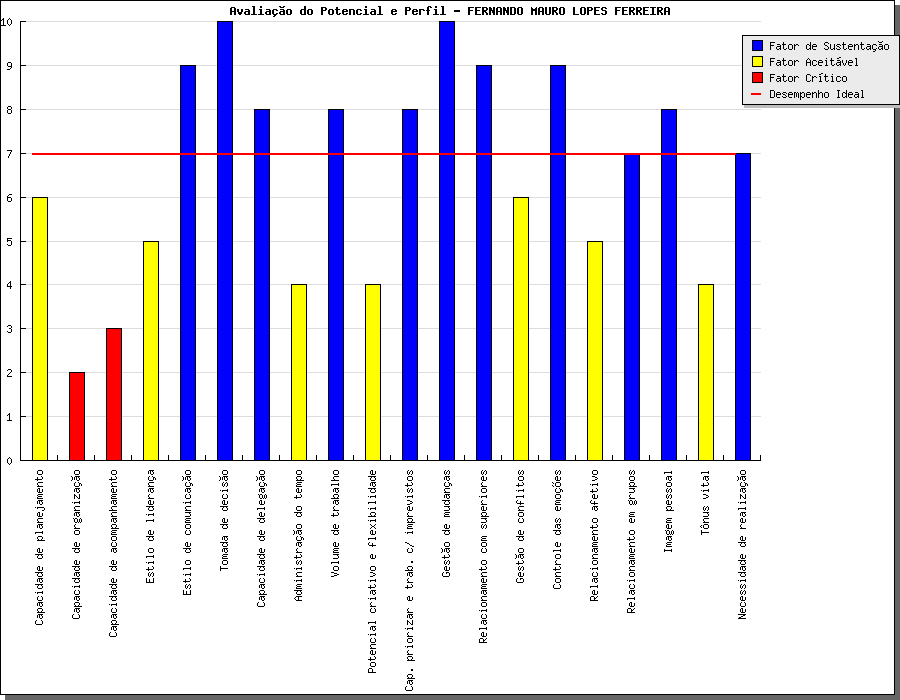 Avaliação do Potencial e Perfil - FERNANDO MAURO LOPES FERREIRA
Fator de Sustentação
Fator Aceitável
Fator Crítico
Desempenho Ideal
10
9
8
7
6
5
4
3
2
1
0
Capacidade de planejamento
Capacidade de organização
Capacidade de acompanhamento
Estilo de liderança
Estilo de comunicação
Tomada de decisão
Capacidade de delegação
Administração do tempo
Volume de trabalho
Potencial criativo e flexibilidade
Cap. priorizar e trab. c/ imprevistos
Gestão de mudanças
Relacionamento com superiores
Gestão de conflitos
Controle das emoções
Relacionamento afetivo
Relacionamento em grupos
Imagem pessoal
Tônus vital
Necessidade de realização